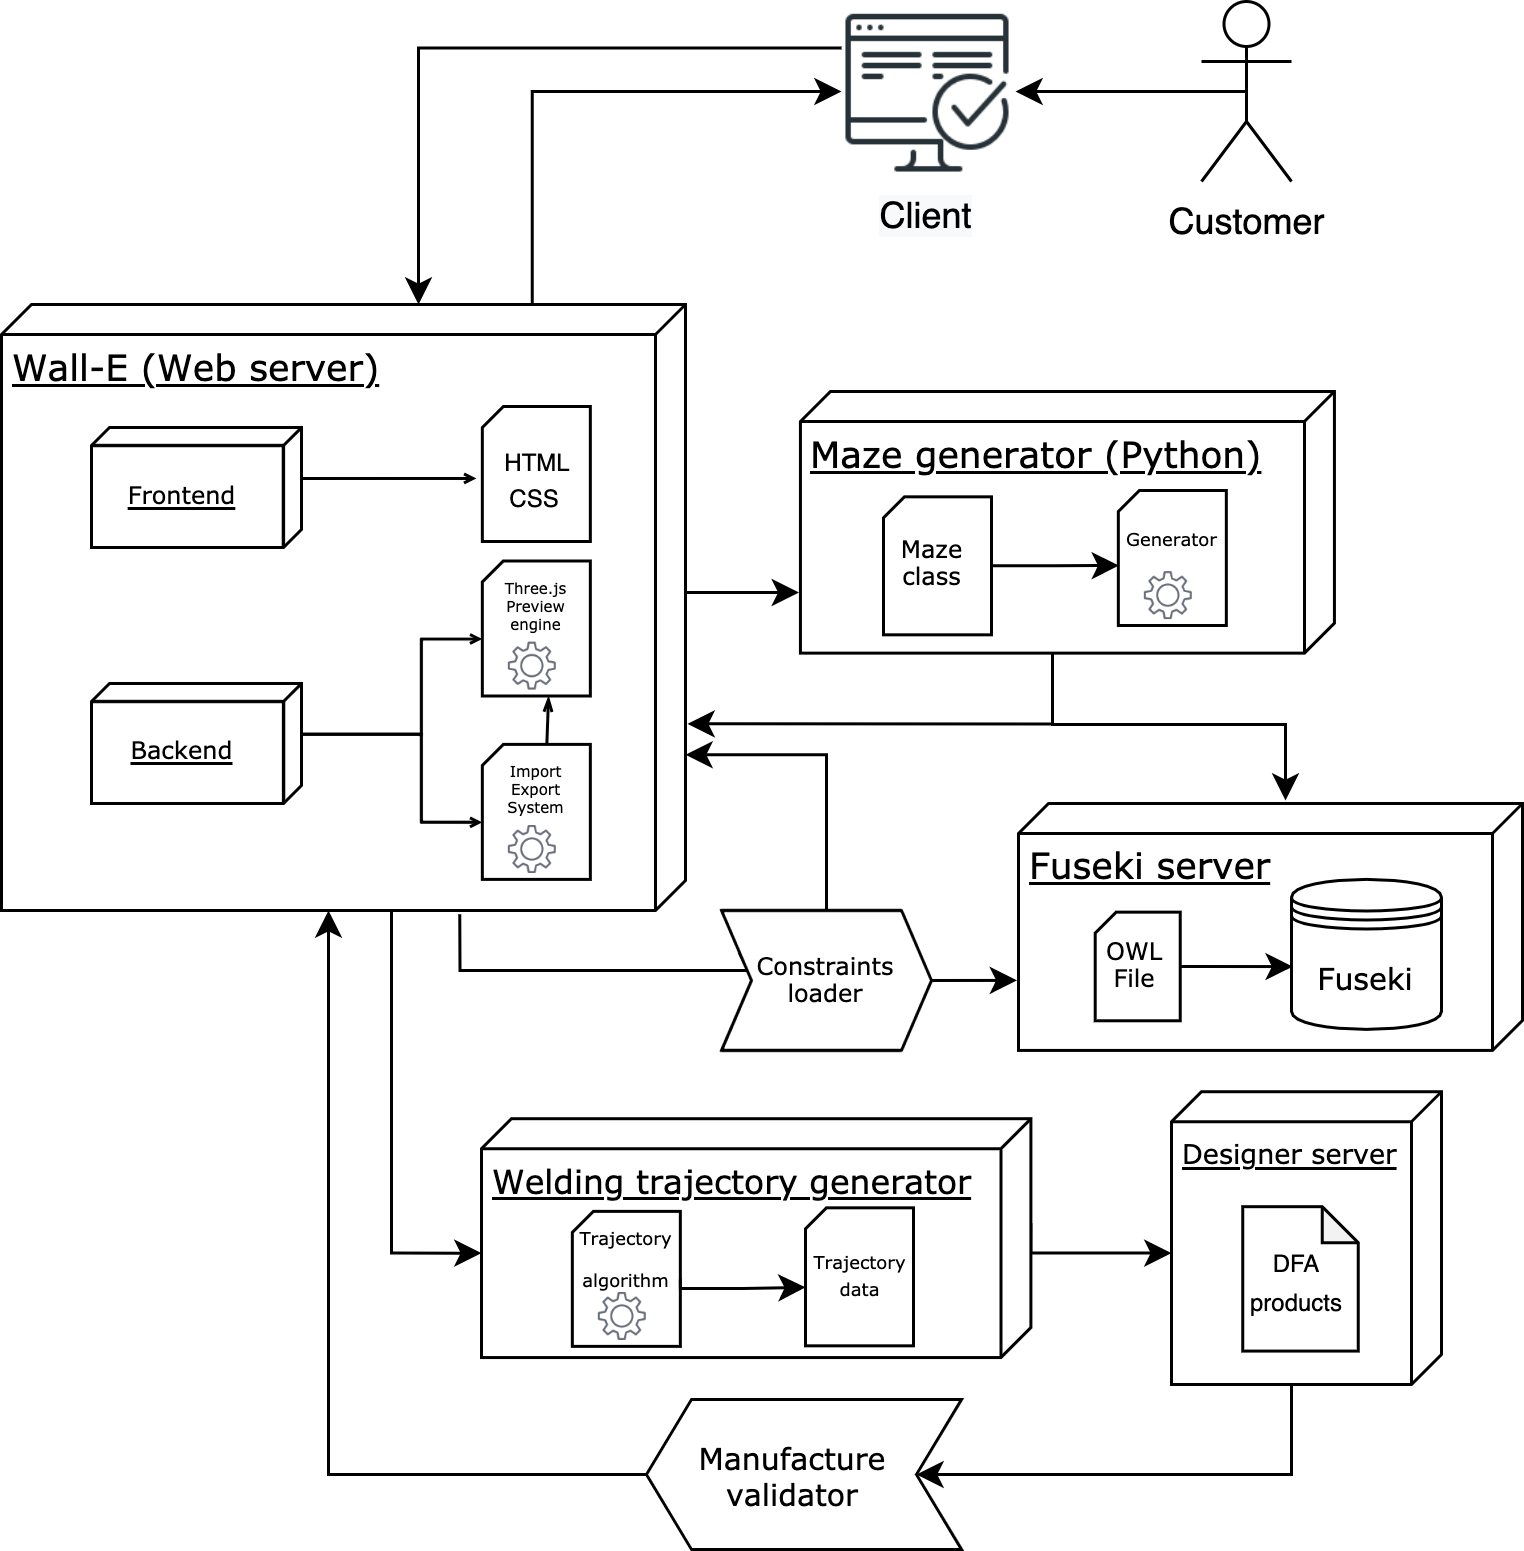 Client
Customer
Wall-E (Web server)
Frontend
HTML
CSS
Three.js
Preview
engine
Backend
Import
Export
System
Maze generator (Python)
Maze
class
Generator
Fuseki server
OWL
File
Fuseki
Constraints
loader
Welding trajectory generator
Trajectory
algorithm
Trajectory
data
Designer server
DFA
products
Manufacture
validator